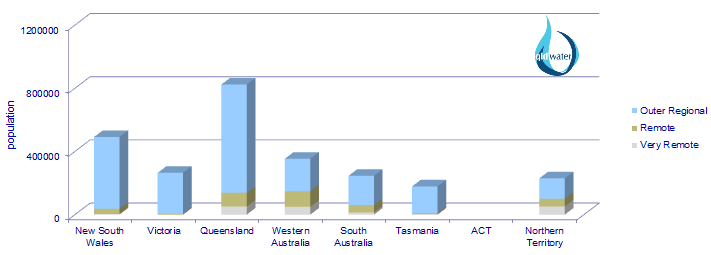 1200000
800000
400000
0
population
water
New South Wales
Victoria
Queensland
Western Australia
South Australia
Tasmania
ACT
Northern Territory
Outer Regional
Remote
Very Remote